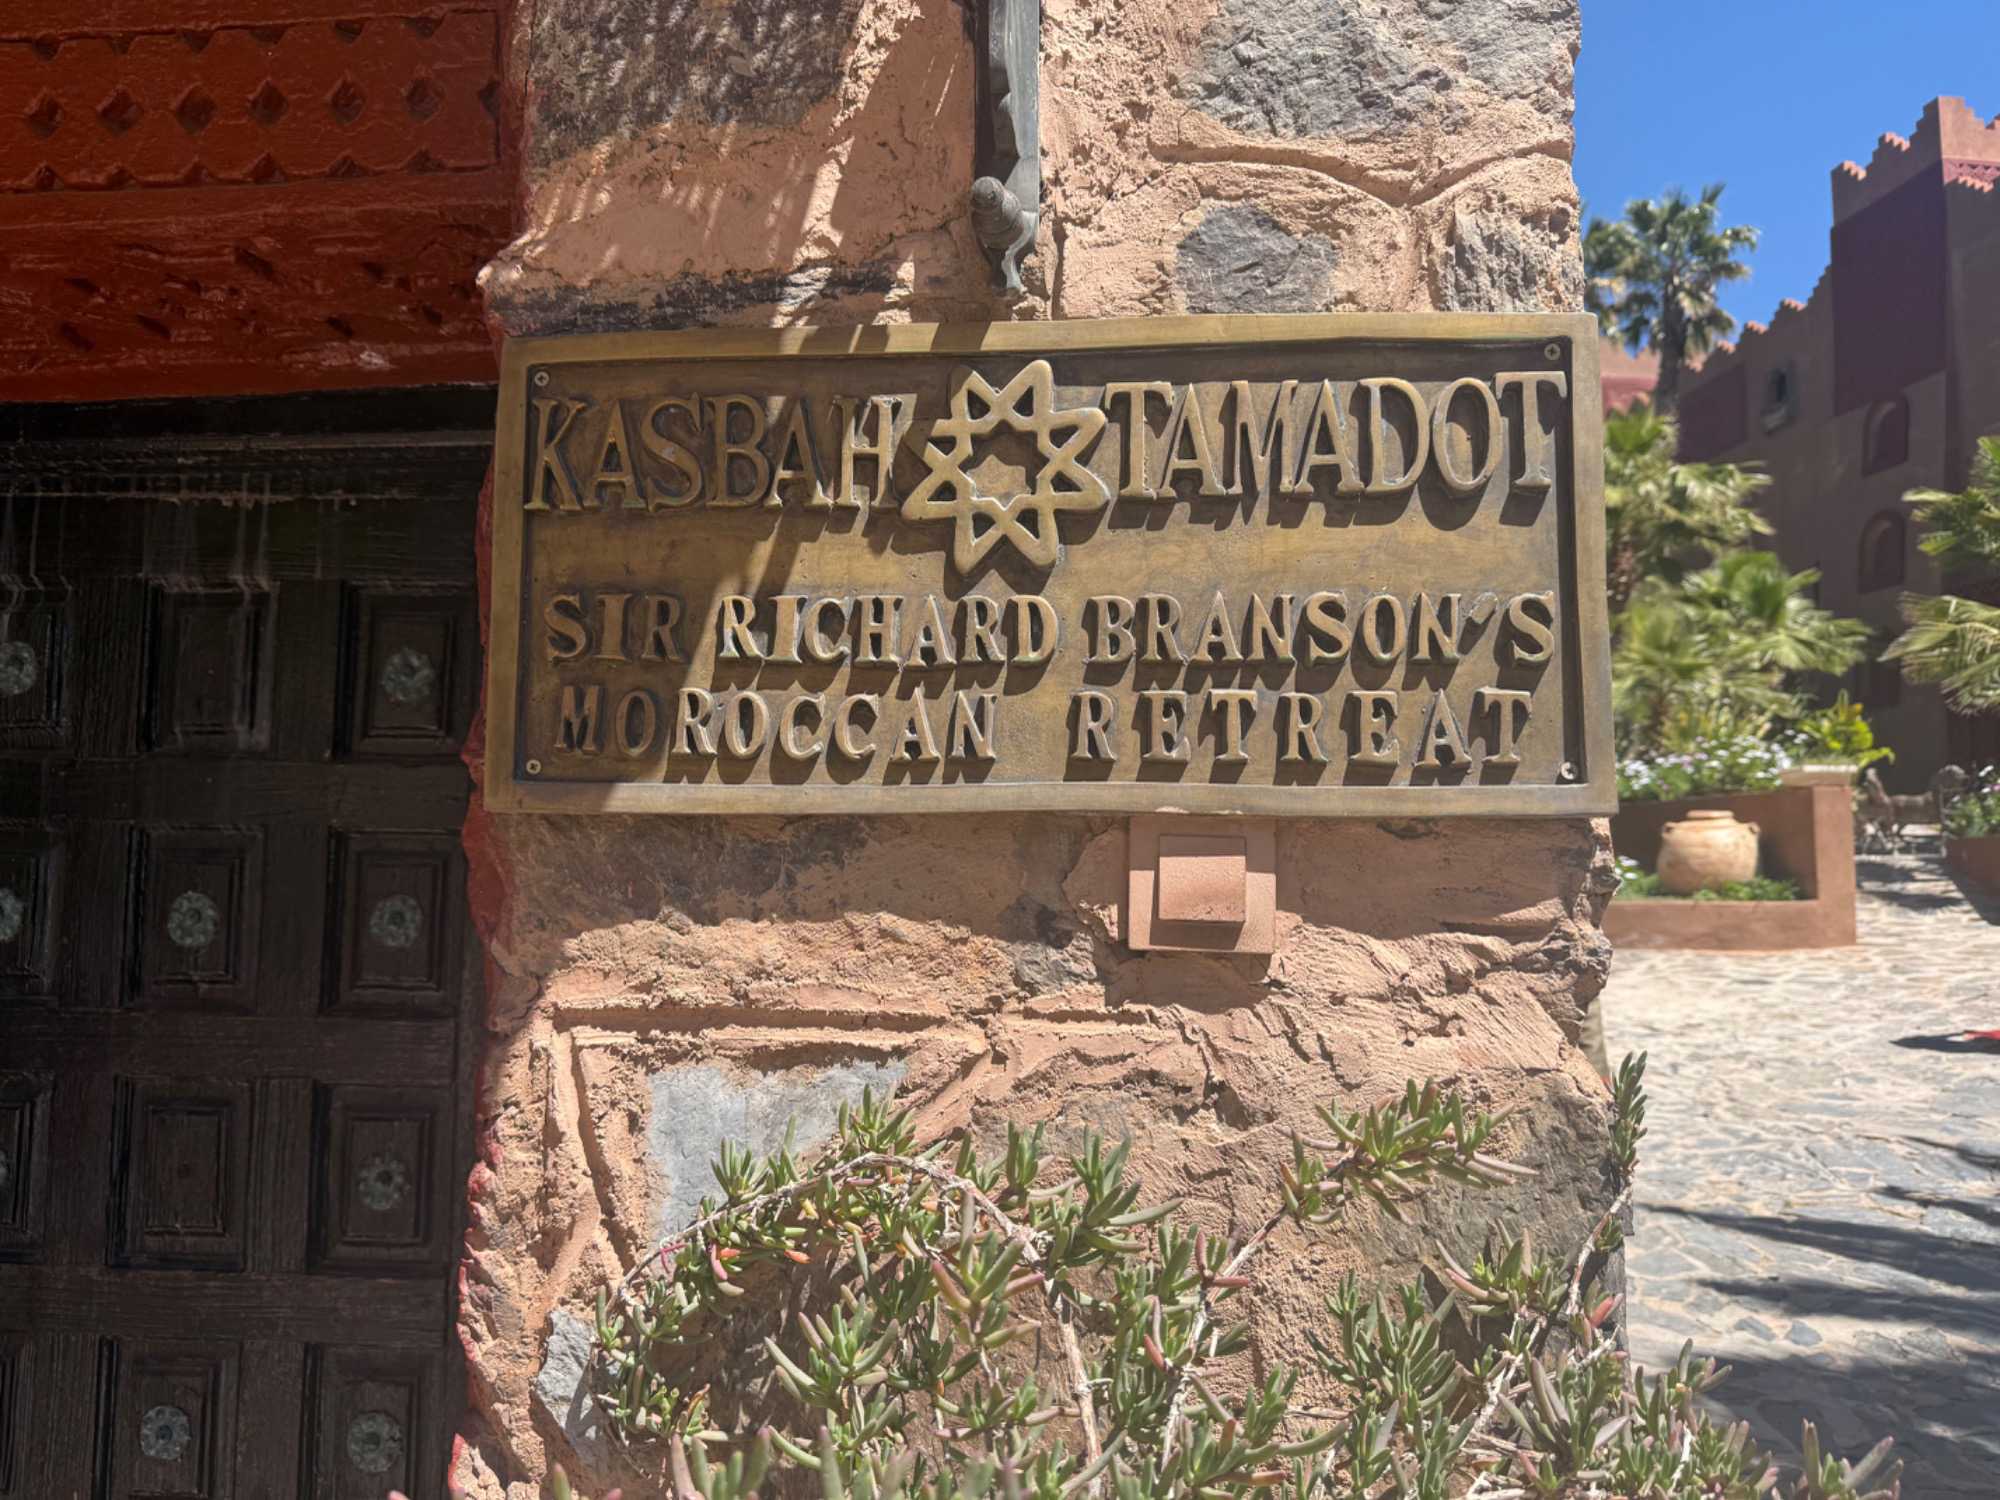 KASBAH TAMADOT
SIR RICHARD BRANSON'S
MOROCCAN RETREAT